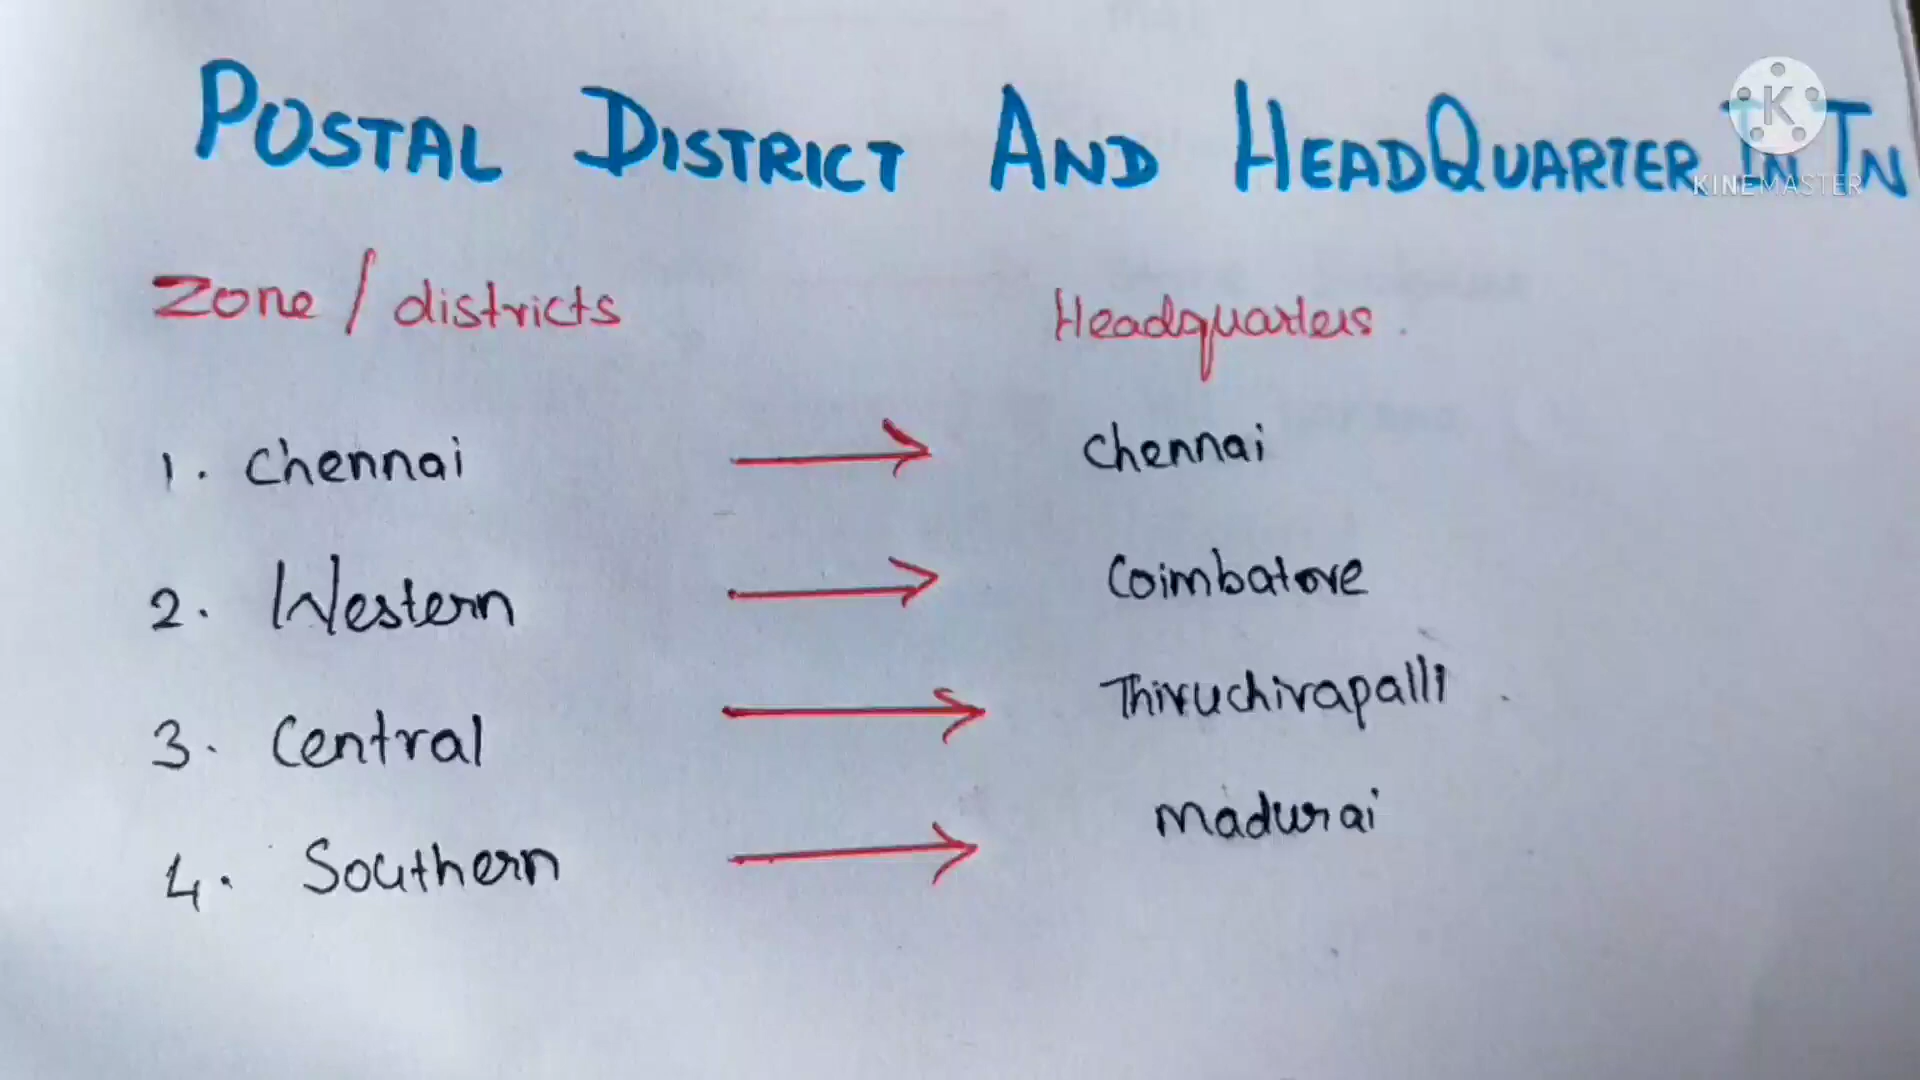 POSTAL DISTRICT AND HEADQUARTER IN TN
KINEMASTER
Zone / districts Headquarters
1. Chennai → Chennai
2. Western → Coimbatore
3. Central → Thiruchirapalli
4. Southern → Madurai